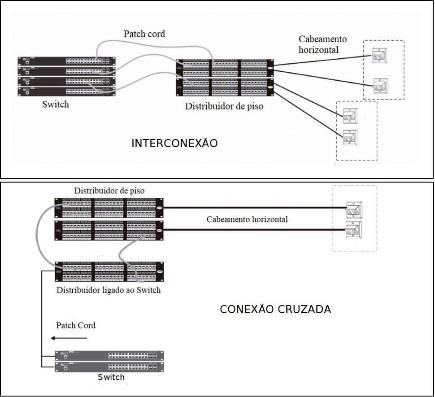 Patch cord
Cabeamento
horizontal
Switch
Distribuidor de piso
INTERCONEXÃO
Distribuidor de piso
Cabeamento horizontal
Distribuidor ligado ao Switch
CONEXÃO CRUZADA
Patch Cord
Switch